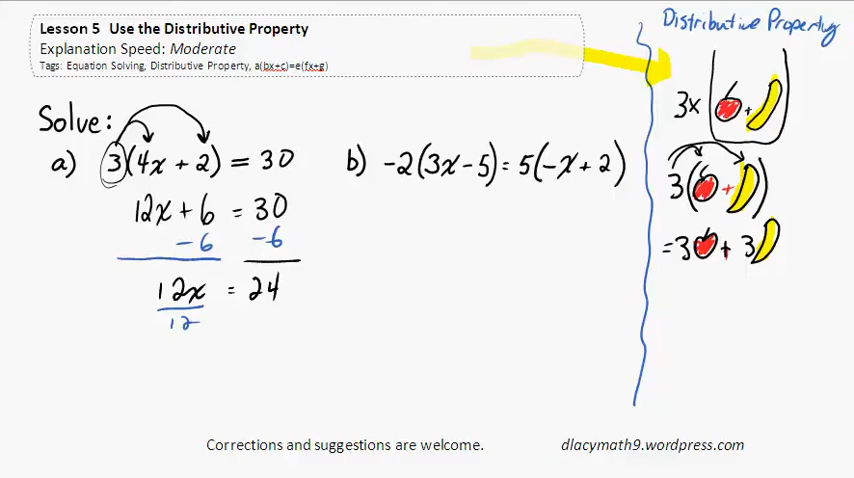 Lesson 5 Use the Distributive Property
Explanation Speed: Moderate
Tags: Equation Solving, Distributive Property, a(bx+c)=e(fx+g)
Solve:
a) 3(4x + 2) = 30
12x + 6 = 30
-6 -6
12x = 24
12
b) -2(3x - 5) = 5(-x + 2)
Distributive Property
3x ( +
3( + )
= 3 + 3
Corrections and suggestions are welcome. dlacymath9.wordpress.com